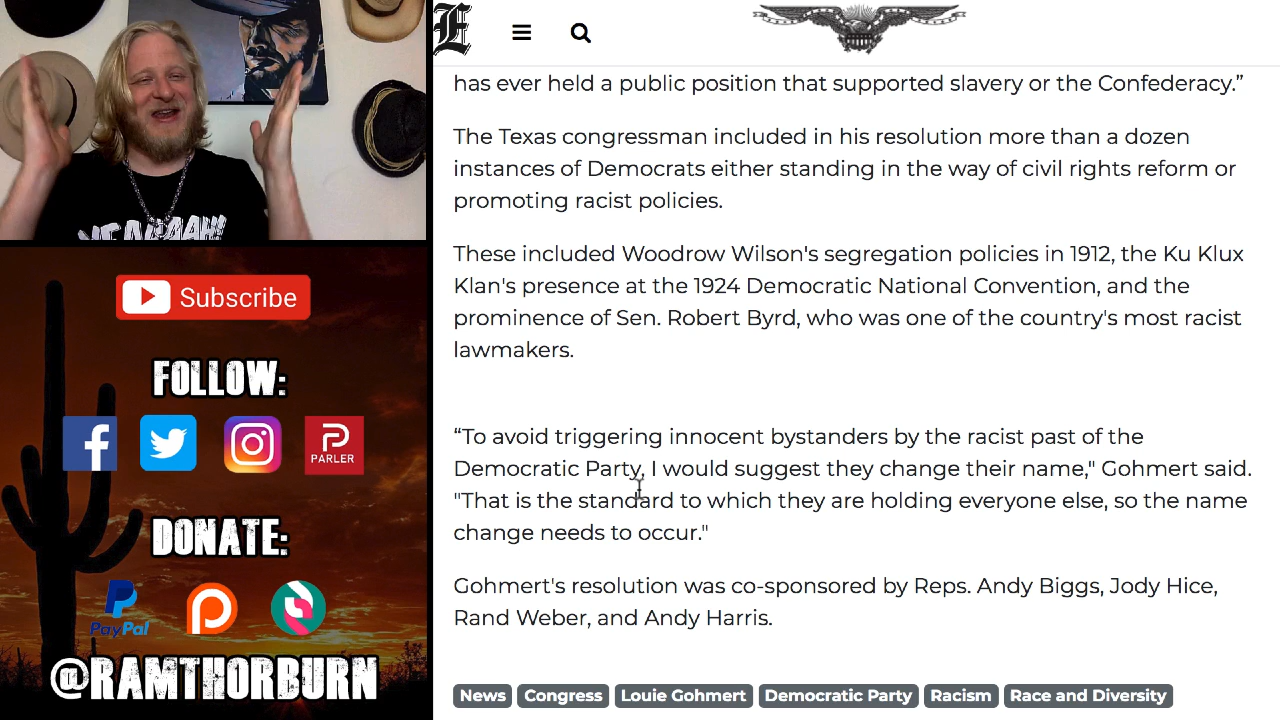 YEAAAAH!
Subscribe
FOLLOW:
PARLER
DONATE:
PayPal
@RAMTHORBURN
E
has ever held a public position that supported slavery or the Confederacy.”
The Texas congressman included in his resolution more than a dozen
instances of Democrats either standing in the way of civil rights reform or
promoting racist policies.
These included Woodrow Wilson's segregation policies in 1912, the Ku Klux
Klan's presence at the 1924 Democratic National Convention, and the
prominence of Sen. Robert Byrd, who was one of the country's most racist
lawmakers.
“To avoid triggering innocent bystanders by the racist past of the
Democratic Party, I would suggest they change their name," Gohmert said.
"That is the standard to which they are holding everyone else, so the name
change needs to occur."
Gohmert's resolution was co-sponsored by Reps. Andy Biggs, Jody Hice,
Rand Weber, and Andy Harris.
News Congress Louie Gohmert Democratic Party Racism Race and Diversity